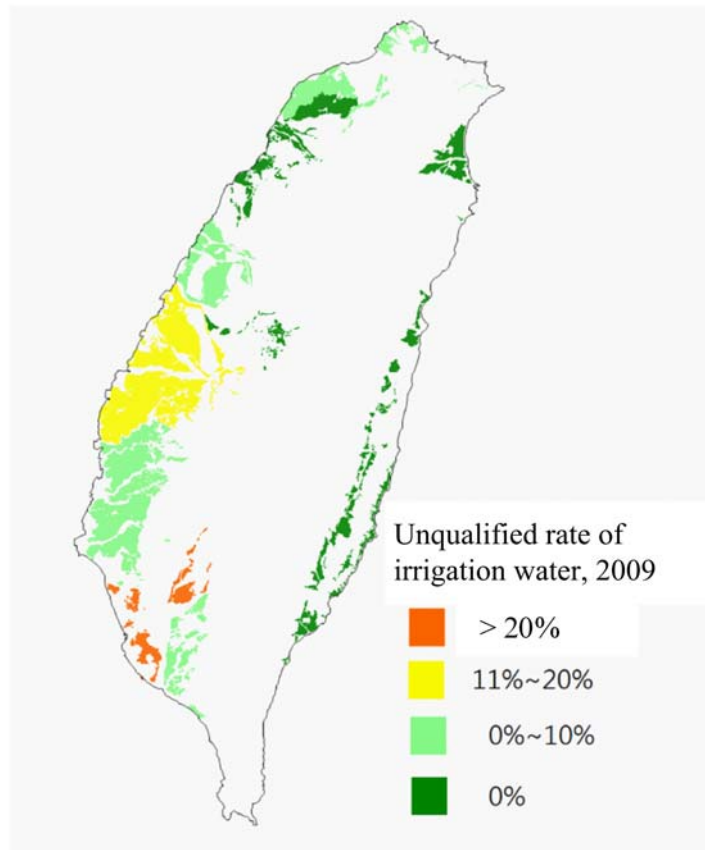 Unqualified rate of
irrigation water, 2009
> 20%
11%~20%
0%~10%
0%